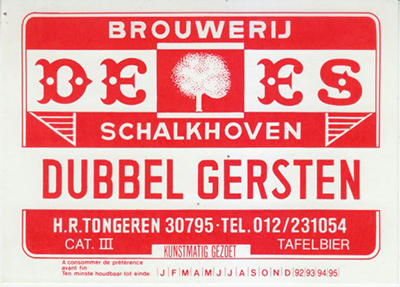 BROUWERIJ
DE ES
SCHALKHOVEN
DUBBEL GERSTEN
H.R. TONGEREN 30795 - TEL. 012/231054
CAT. III KUNSTMATIG GEZOET TAFELBIER
A consommer de préférence
avant fin
Ten minste houdbaar tot einde J F M A M J J A S O N D 92 93 94 95